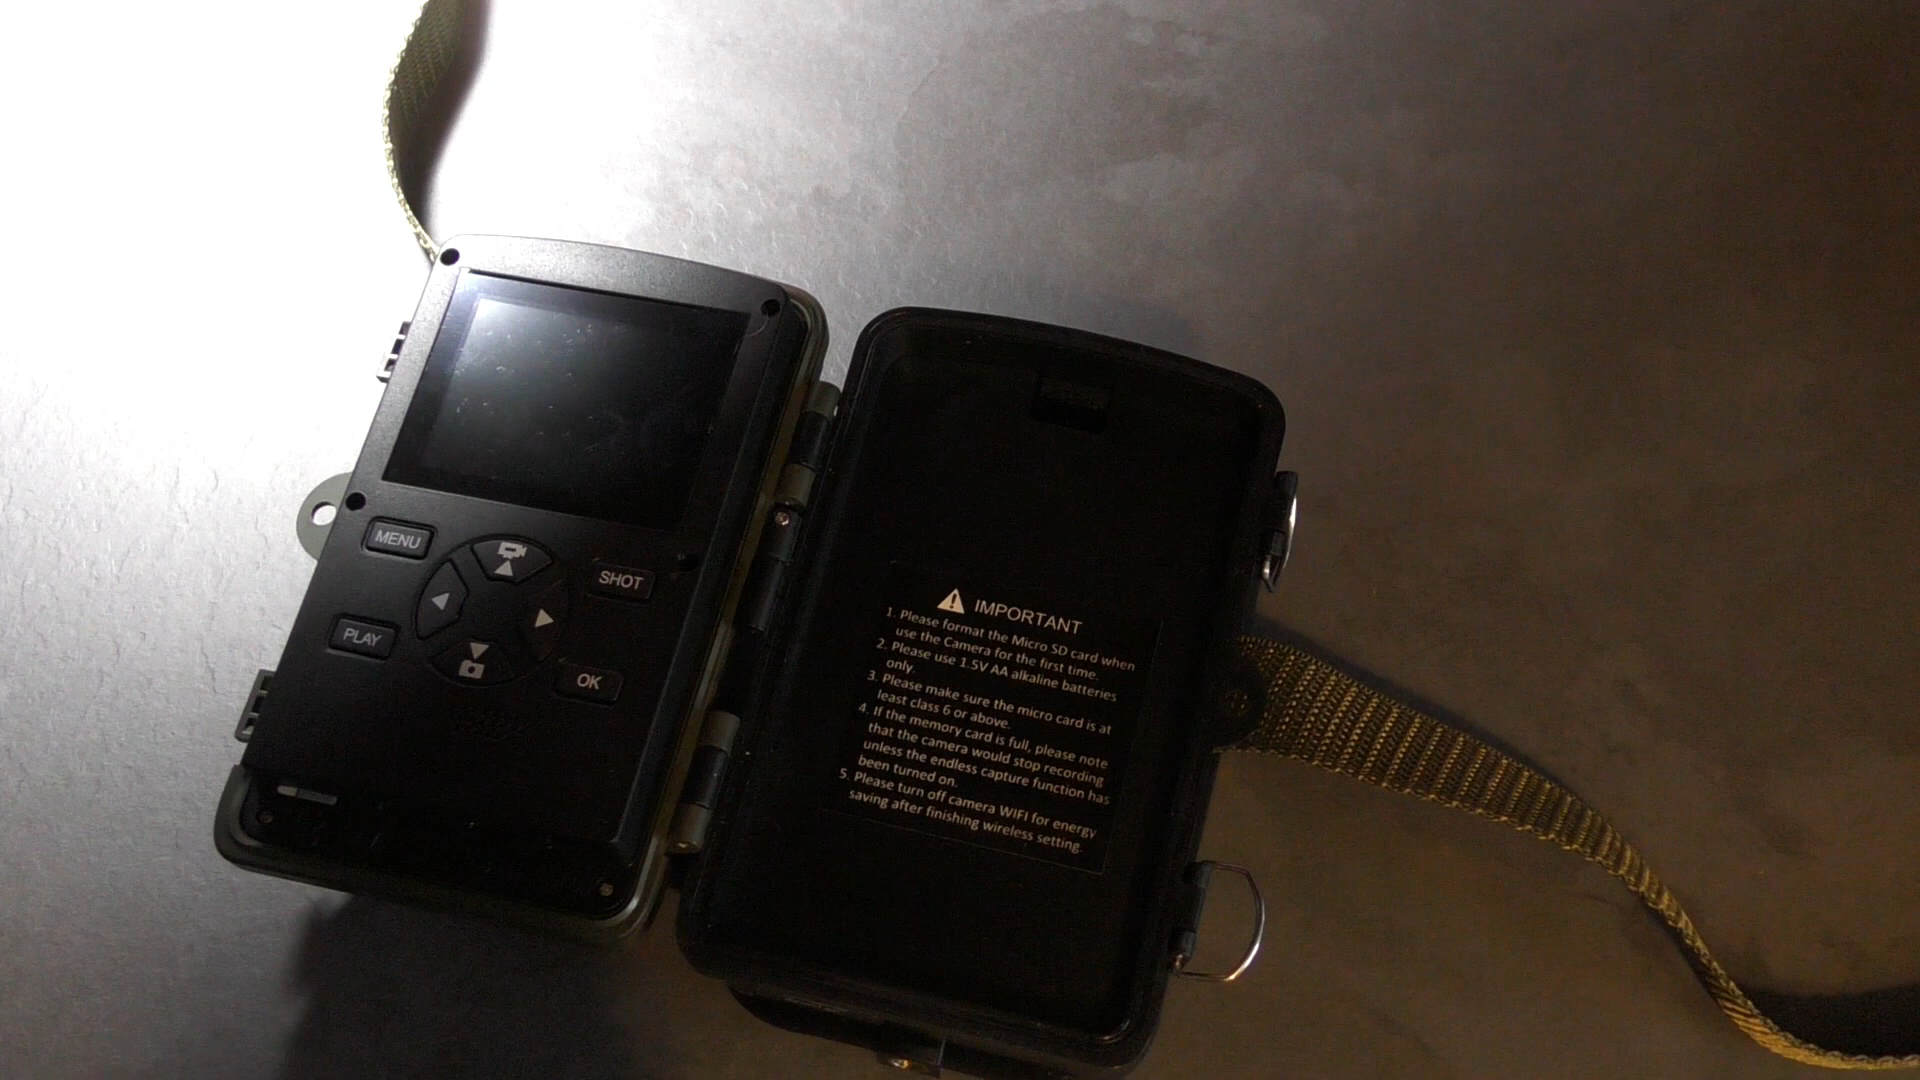 MENU
SHOT
PLAY
OK
IMPORTANT
1. Please format the Micro SD card when
use the Camera for the first time.
2. Please use 1.5V AA alkaline batteries
only.
3. Please make sure the micro card is at
least class 6 or above.
4. If the memory card is full, please note
that the camera would stop recording
unless the endless capture function has
been turned on.
5. Please turn off camera WIFI for energy
saving after finishing wireless setting.